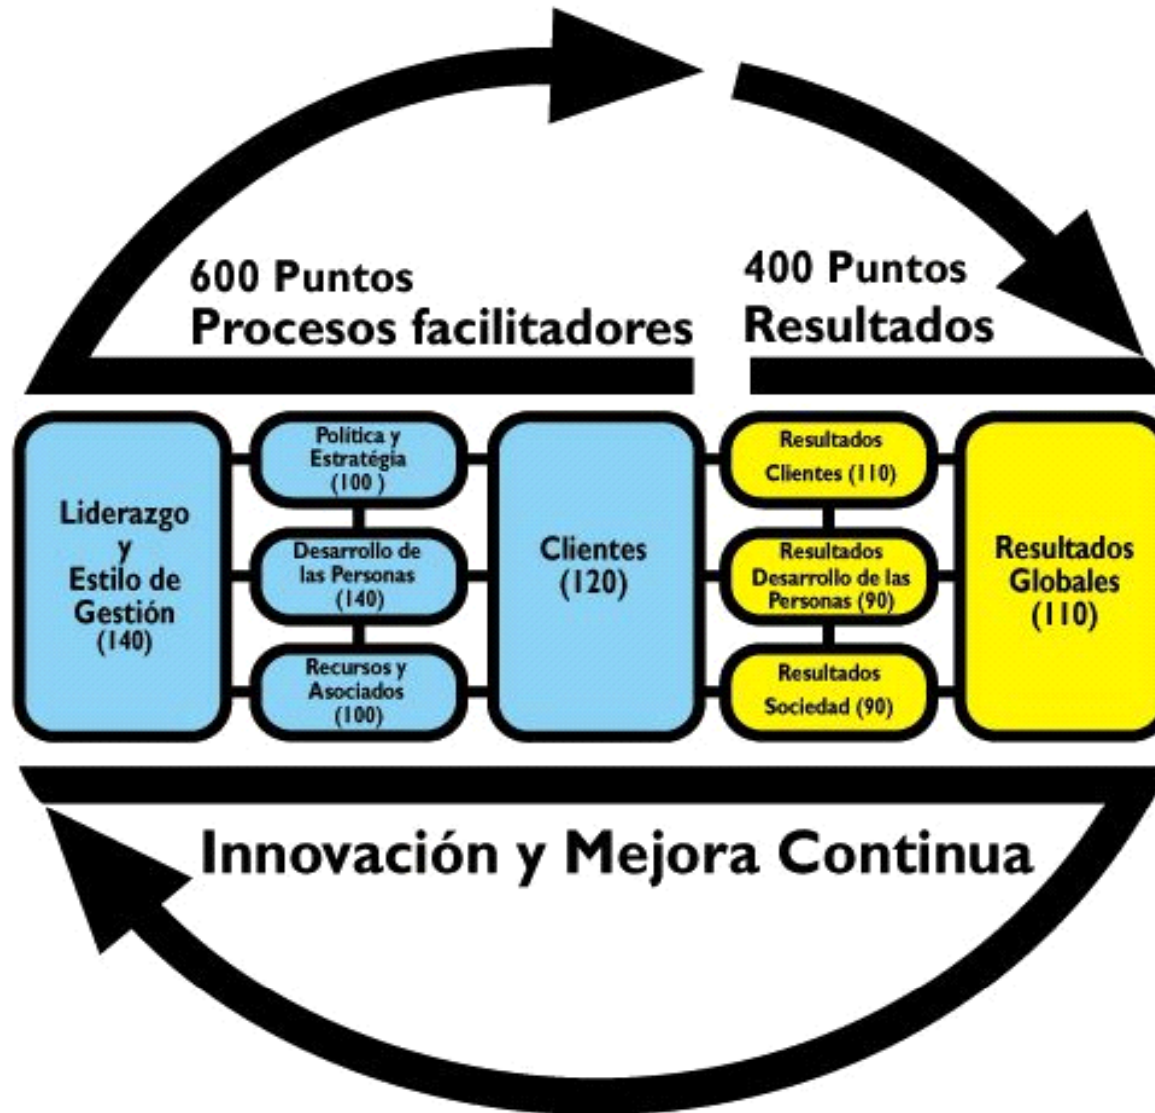 600 Puntos
Procesos facilitadores
400 Puntos
Resultados
Liderazgo
y
Estilo de
Gestión
(140)
Política y
Estratégia
(100 )
Desarrollo de
las Personas
(140)
Recursos y
Asociados
(100)
Clientes
(120)
Resultados
Clientes (110)
Resultados
Desarrollo de las
Personas (90)
Resultados
Sociedad (90)
Resultados
Globales
(110)
Innovación y Mejora Continua